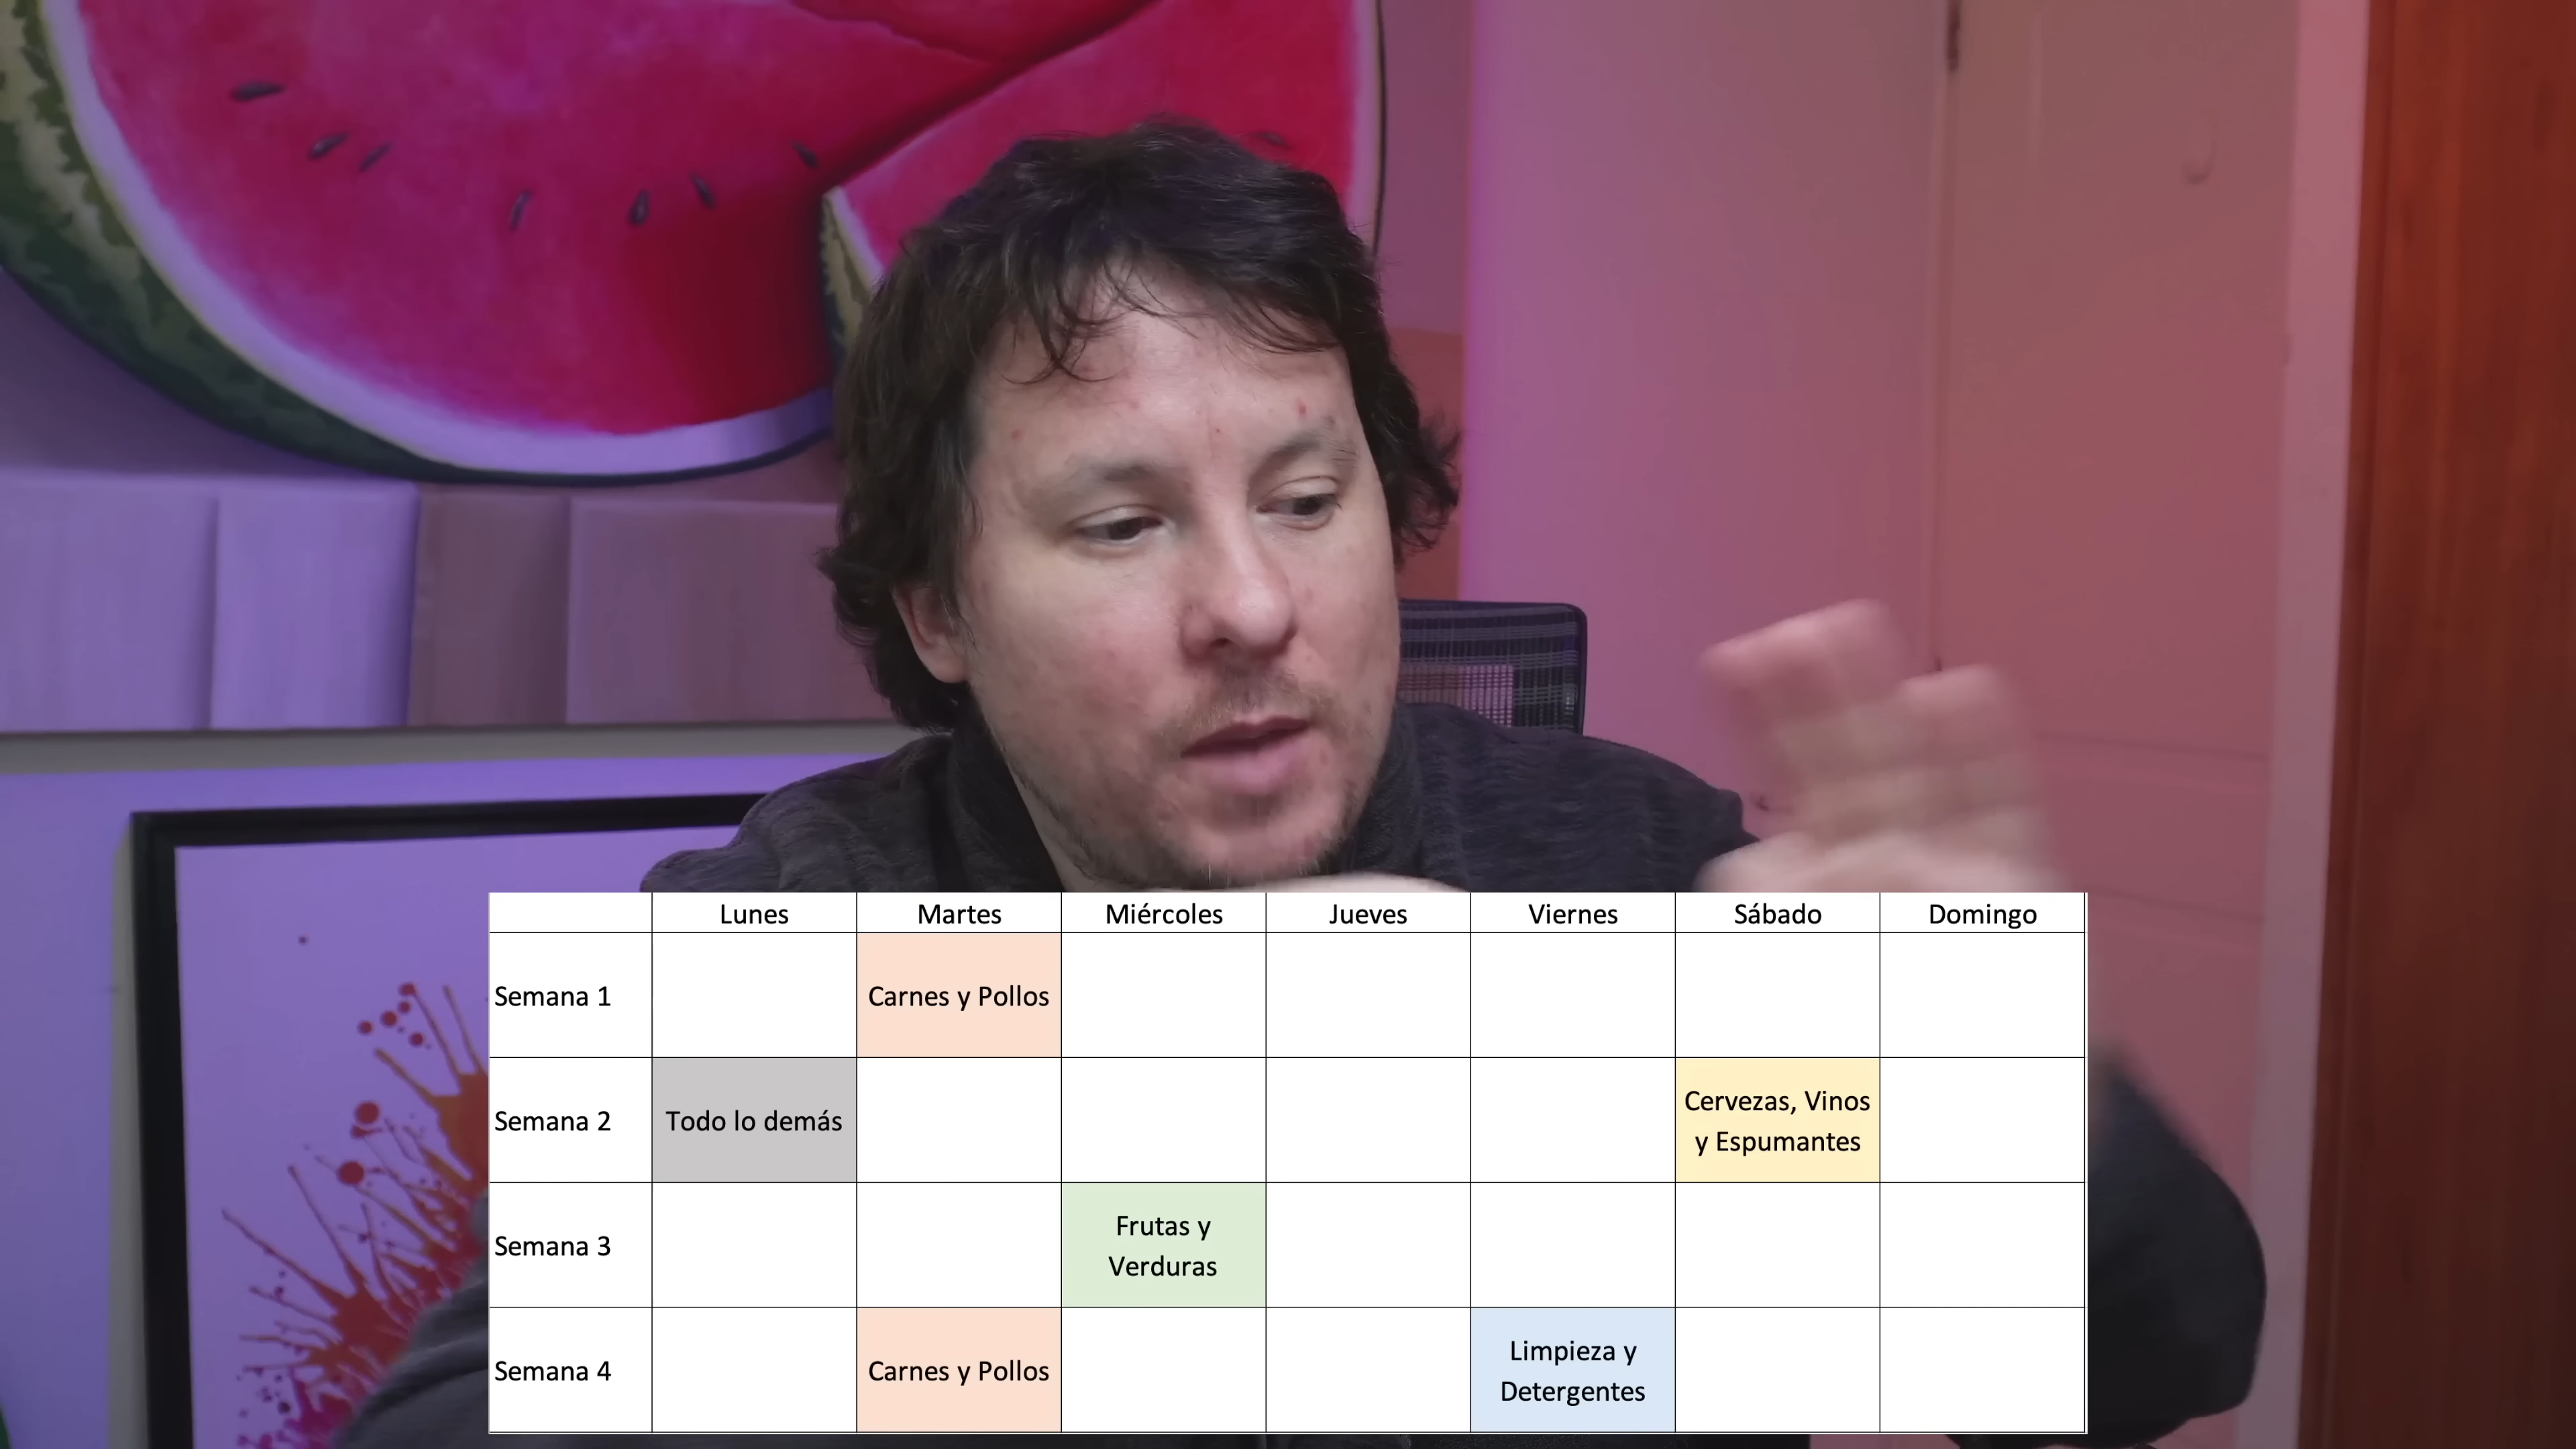 Lunes Martes Miércoles Jueves Viernes Sábado Domingo
Semana 1 Carnes y Pollos
Semana 2 Todo lo demás Cervezas, Vinos
y Espumantes
Semana 3 Frutas y
Verduras
Semana 4 Carnes y Pollos Limpieza y
Detergentes